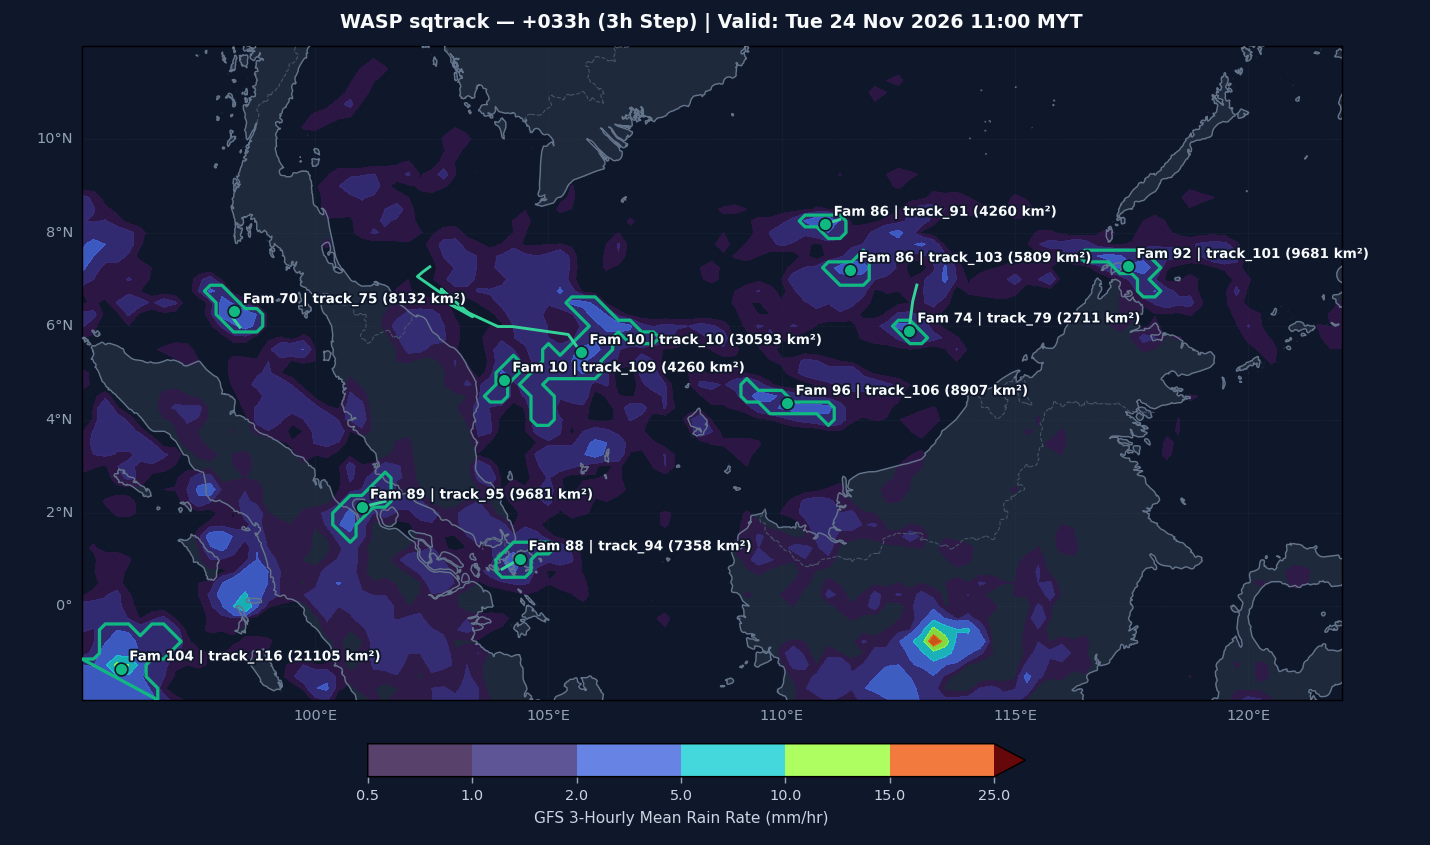 WASP sqtrack — +033h (3h Step) | Valid: Tue 24 Nov 2026 11:00 MYT
10°N
8°N
6°N
4°N
2°N
0°
Fam 86 | track_91 (4260 km²)
Fam 86 | track_103 (5809 km²)
Fam 92 | track_101 (9681 km²)
Fam 70 | track_75 (8132 km²)
Fam 74 | track_79 (2711 km²)
Fam 10 | track_10 (30593 km²)
Fam 10 | track_109 (4260 km²)
Fam 96 | track_106 (8907 km²)
Fam 89 | track_95 (9681 km²)
Fam 88 | track_94 (7358 km²)
Fam 104 | track_116 (21105 km²)
100°E 105°E 110°E 115°E 120°E
0.5 1.0 2.0 5.0 10.0 15.0 25.0
GFS 3-Hourly Mean Rain Rate (mm/hr)